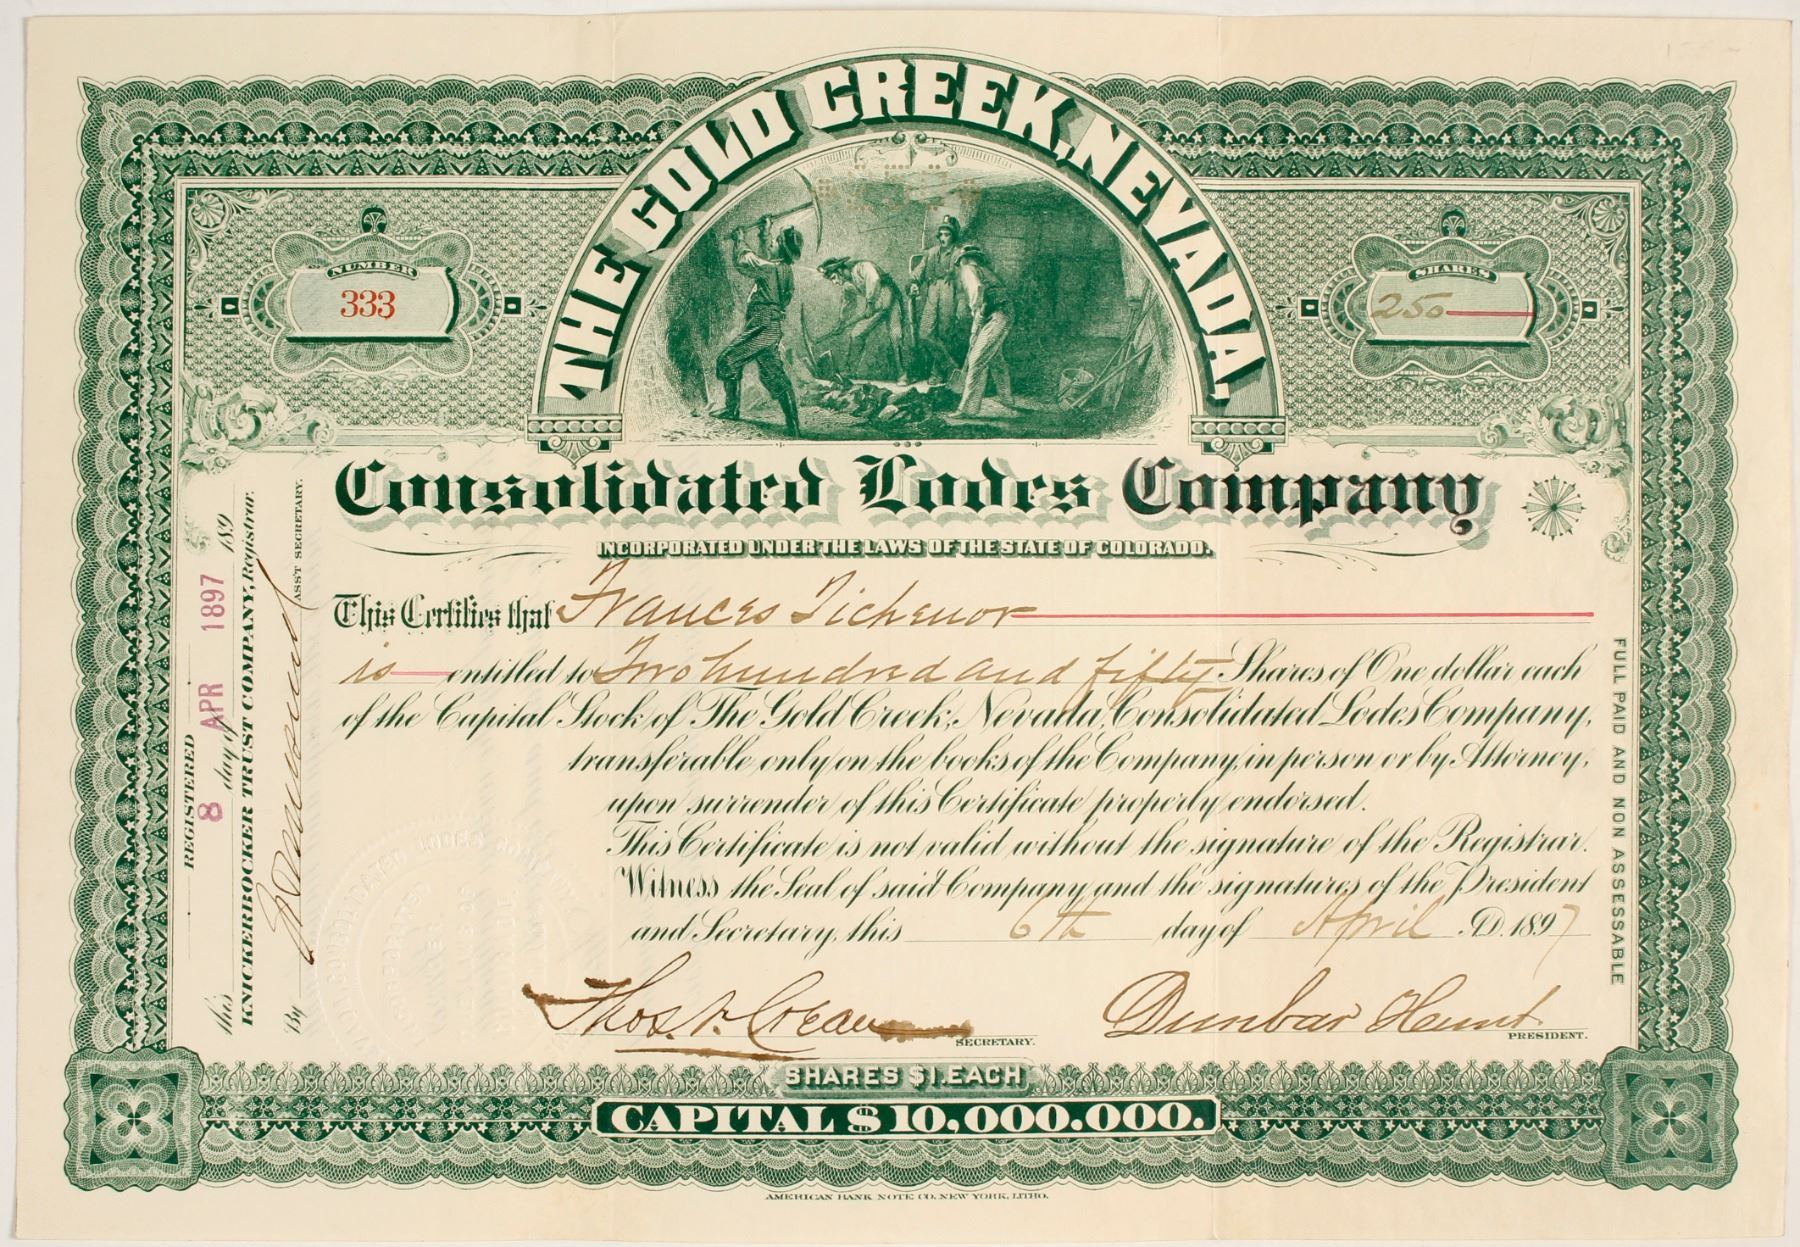 THE GOLD CREEK, NEVADA,
NUMBER
333
SHARES
250
Consolidated Lodes Company
INCORPORATED UNDER THE LAWS OF THE STATE OF COLORADO.
This Certifies that Frances Tichenor
is entitled to Two hundred and fifty Shares of One dollar each
of the Capital Stock of The Gold Creek, Nevada, Consolidated Lodes Company,
transferable only on the books of the Company, in person or by Attorney,
upon surrender of this Certificate properly endorsed.
This Certificate is not valid without the signature of the Registrar.
Witness the Seal of said Company and the signatures of the President
and Secretary, this 6th day of April A.D. 1897
Thos.
SECRETARY.
Dunbar Hunt
PRESIDENT.
SHARES $1. EACH
CAPITAL $10,000.000.
AMERICAN BANK NOTE CO. NEW YORK, LITHO.
REGISTERED
this 8 day of APR 1897 189
KNICKERBOCKER TRUST COMPANY, Registrar.
By
ASS'T SECRETARY.
FULL PAID AND NON ASSESSABLE
CONSOLIDATED LODES